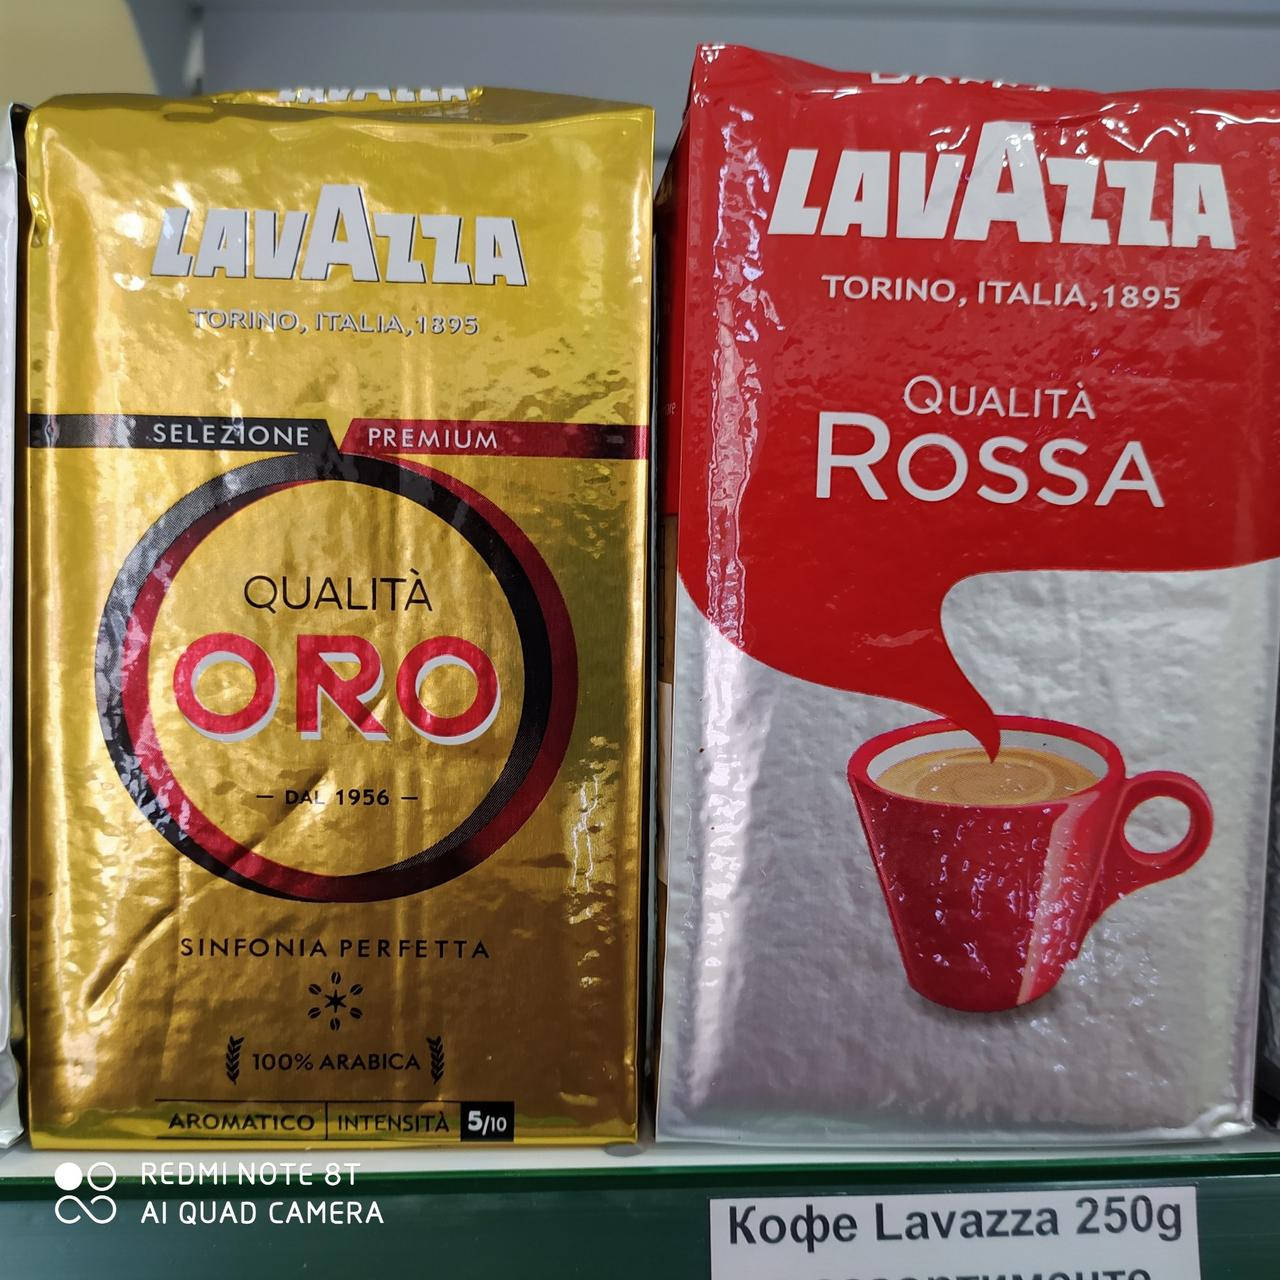 LAVAZZA
LAVAZZA
TORINO, ITALIA, 1895
SELEZIONE PREMIUM
QUALITÀ
ORO
— DAL 1956 —
SINFONIA PERFETTA
100% ARABICA
AROMATICO INTENSITÀ 5/10
LAVAZZA
TORINO, ITALIA, 1895
QUALITÀ
ROSSA
Кофе Lavazza 250g
REDMI NOTE 8T
AI QUAD CAMERA